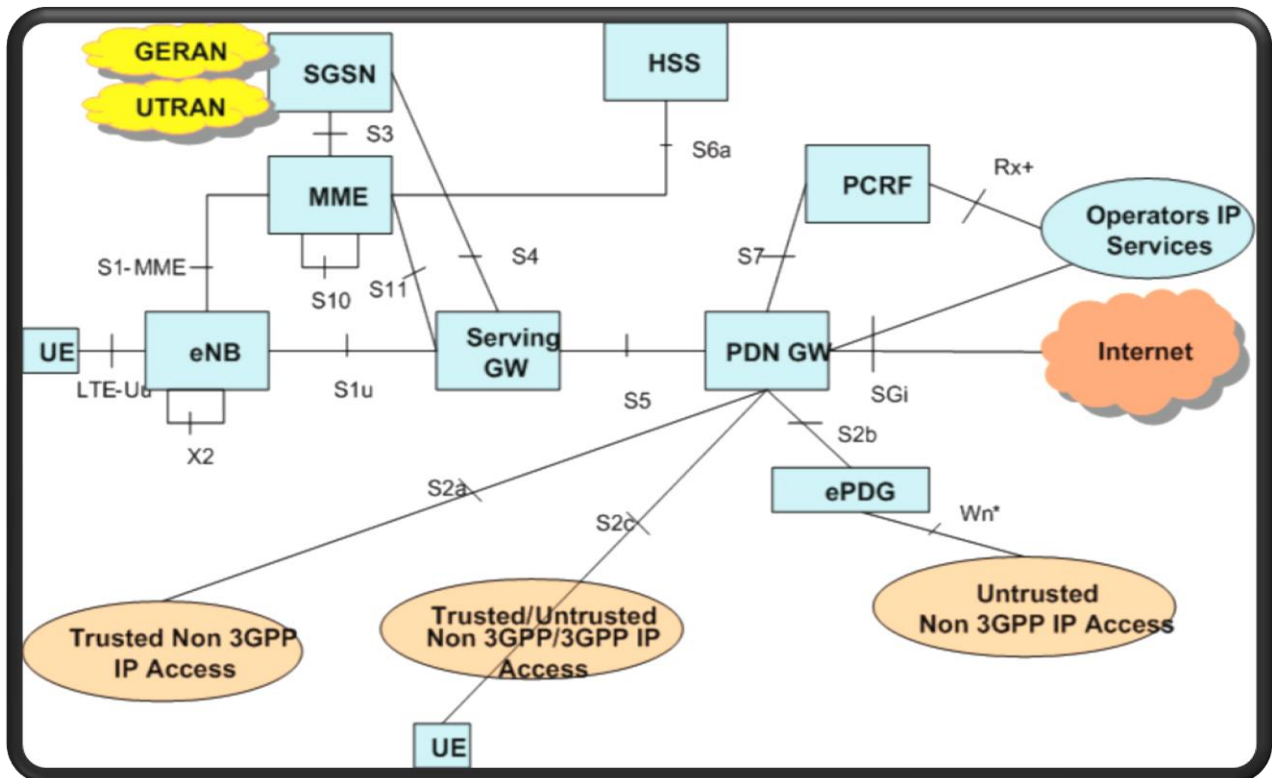 GERAN
UTRAN
SGSN
HSS
S3
S6a
MME
PCRF
Rx+
Operators IP
Services
S1-MME
S10
S11
S4
S7
UE
eNB
Serving
GW
PDN GW
Internet
LTE-Uu
S1u
S5
SGi
X2
S2b
S2a
ePDG
S2c
Wn*
Trusted Non 3GPP
IP Access
Trusted/Untrusted
Non 3GPP/3GPP IP
Access
Untrusted
Non 3GPP IP Access
UE